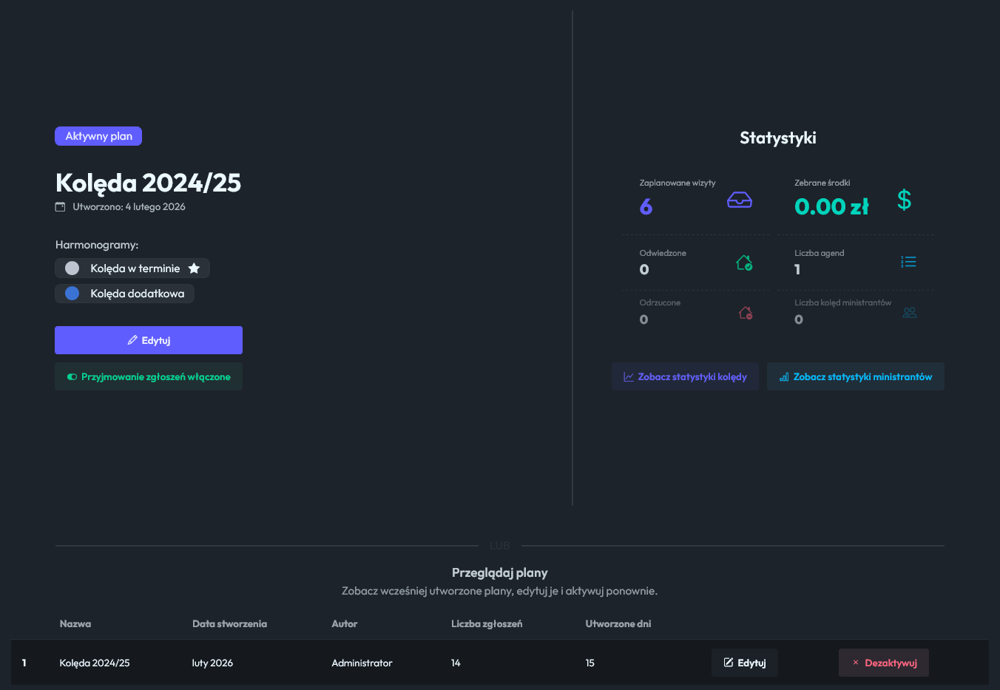 Aktywny plan
Kolęda 2024/25
Utworzono: 4 lutego 2026
Harmonogramy:
Kolęda w terminie
Kolęda dodatkowa
Edytuj
Przyjmowanie zgłoszeń włączone
Statystyki
Zaplanowane wizyty
6
Zebrane środki
0.00 zł
Odwiedzone
0
Liczba agend
1
Odrzucone
0
Liczba kolęd ministrantów
0
Zobacz statystyki kolędy
Zobacz statystyki ministrantów
LUB
Przeglądaj plany
Zobacz wcześniej utworzone plany, edytuj je i aktywuj ponownie.
Nazwa Data stworzenia Autor Liczba zgłoszeń Utworzone dni
1 Kolęda 2024/25 luty 2026 Administrator 14 15 Edytuj Dezaktywuj